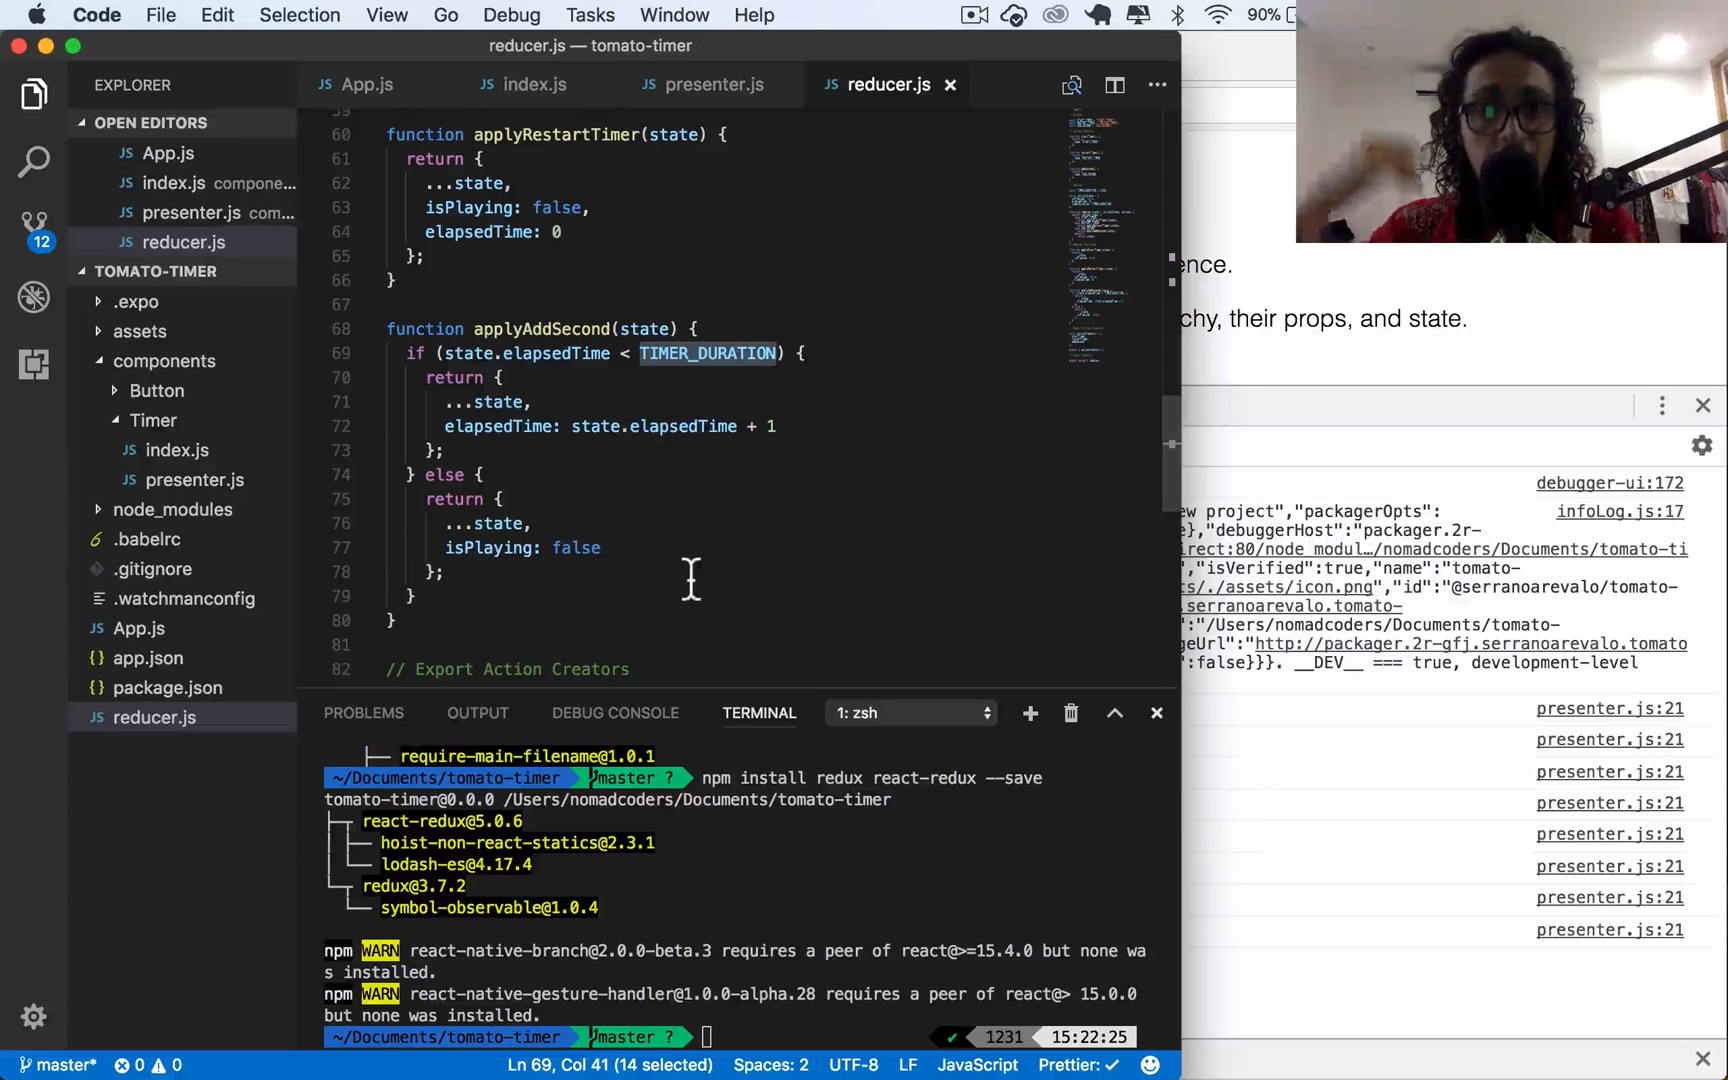 Code File Edit Selection View Go Debug Tasks Window Help 90%
reducer.js — tomato-timer
EXPLORER
OPEN EDITORS
JS App.js
JS index.js compone...
JS presenter.js com...
JS reducer.js
12
TOMATO-TIMER
.expo
assets
components
Button
Timer
JS index.js
JS presenter.js
node_modules
.babelrc
.gitignore
.watchmanconfig
JS App.js
{} app.json
{} package.json
JS reducer.js
JS App.js JS index.js JS presenter.js JS reducer.js
59
60 function applyRestartTimer(state) {
61 return {
62 ...state,
63 isPlaying: false,
64 elapsedTime: 0
65 };
66 }
67
68 function applyAddSecond(state) {
69 if (state.elapsedTime < TIMER_DURATION) {
70 return {
71 ...state,
72 elapsedTime: state.elapsedTime + 1
73 };
74 } else {
75 return {
76 ...state,
77 isPlaying: false
78 };
79 }
80 }
81
82 // Export Action Creators
PROBLEMS OUTPUT DEBUG CONSOLE TERMINAL 1: zsh
require-main-filename@1.0.1
~/Documents/tomato-timer master ? npm install redux react-redux --save
tomato-timer@0.0.0 /Users/nomadcoders/Documents/tomato-timer
react-redux@5.0.6
hoist-non-react-statics@2.3.1
lodash-es@4.17.4
redux@3.7.2
symbol-observable@1.0.4
npm WARN react-native-branch@2.0.0-beta.3 requires a peer of react@>=15.4.0 but none wa
s installed.
npm WARN react-native-gesture-handler@1.0.0-alpha.28 requires a peer of react@> 15.0.0
but none was installed.
~/Documents/tomato-timer master ? ✔ 1231 15:22:25
master* 0 0 Ln 69, Col 41 (14 selected) Spaces: 2 UTF-8 LF JavaScript Prettier: ✓
ence.
chy, their props, and state.
debugger-ui:172
w project","packagerOpts": infoLog.js:17
},"debuggerHost":"packager.2r-
irect:80/node_modul…/nomadcoders/Documents/tomato-ti
","isVerified":true,"name":"tomato-
ts/./assets/icon.png","id":"@serranoarevalo/tomato-
serranoarevalo.tomato-
":"/Users/nomadcoders/Documents/tomato-
geUrl":"http://packager.2r-gfj.serranoarevalo.tomato
":false}}}. __DEV__ === true, development-level
presenter.js:21
presenter.js:21
presenter.js:21
presenter.js:21
presenter.js:21
presenter.js:21
presenter.js:21
presenter.js:21